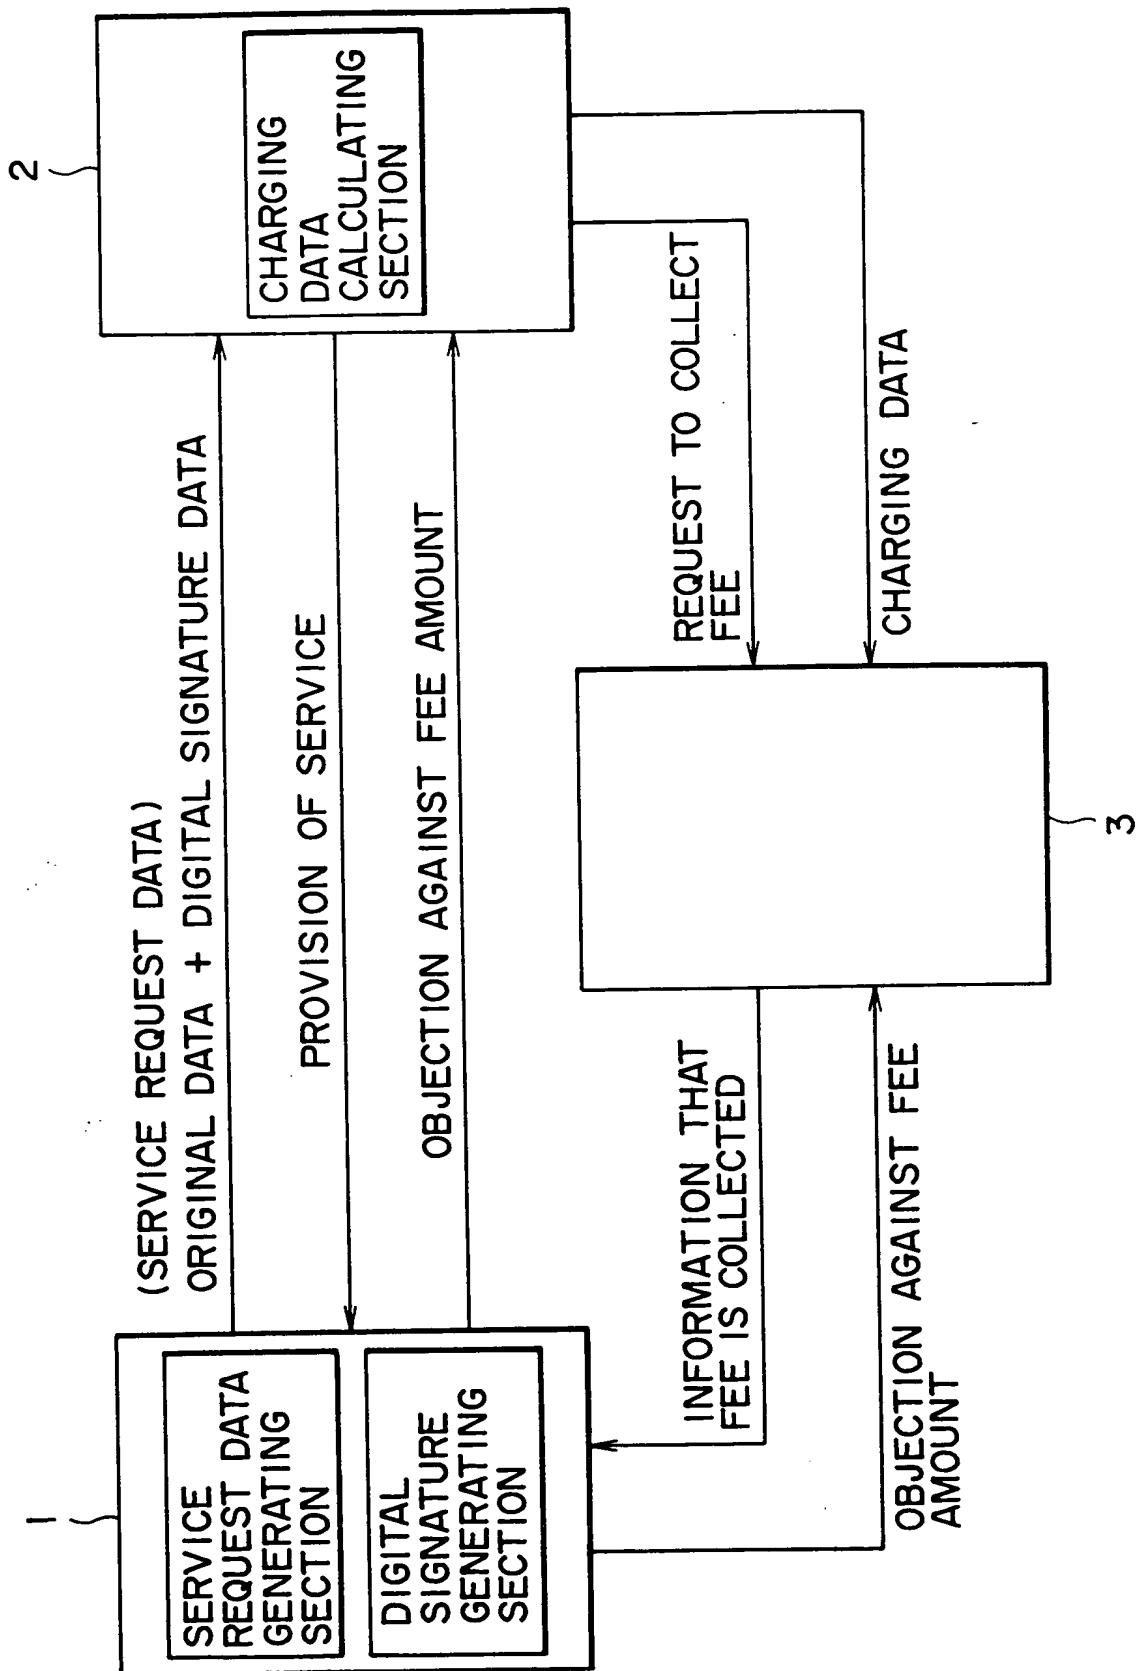 1
SERVICE
REQUEST DATA
GENERATING
SECTION
DIGITAL
SIGNATURE
GENERATING
SECTION
(SERVICE REQUEST DATA)
ORIGINAL DATA + DIGITAL SIGNATURE DATA
PROVISION OF SERVICE
OBJECTION AGAINST FEE AMOUNT
2
CHARGING
DATA
CALCULATING
SECTION
INFORMATION THAT
FEE IS COLLECTED
OBJECTION AGAINST FEE
AMOUNT
REQUEST TO COLLECT
FEE
CHARGING DATA
3